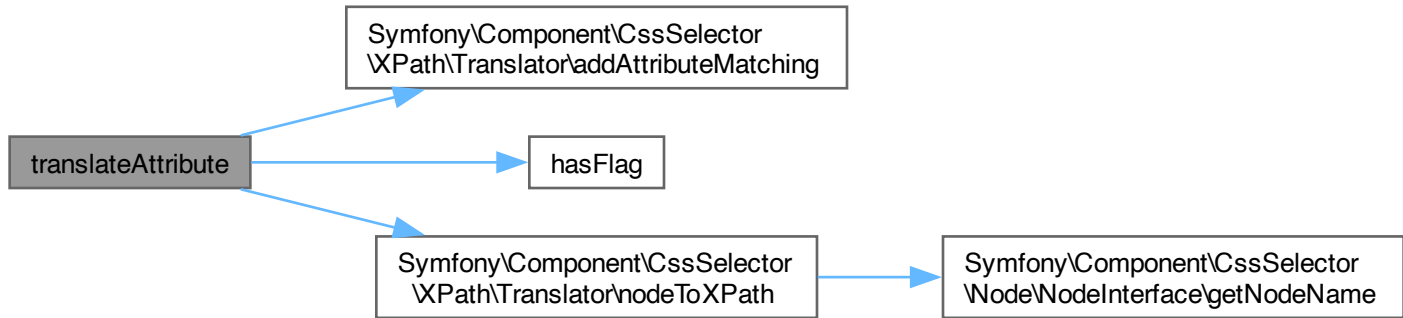 Symfony\Component\CssSelector
\XPath\Translator\addAttributeMatching
translateAttribute
hasFlag
Symfony\Component\CssSelector
\XPath\Translator\nodeToXPath
Symfony\Component\CssSelector
\Node\NodeInterface\getNodeName